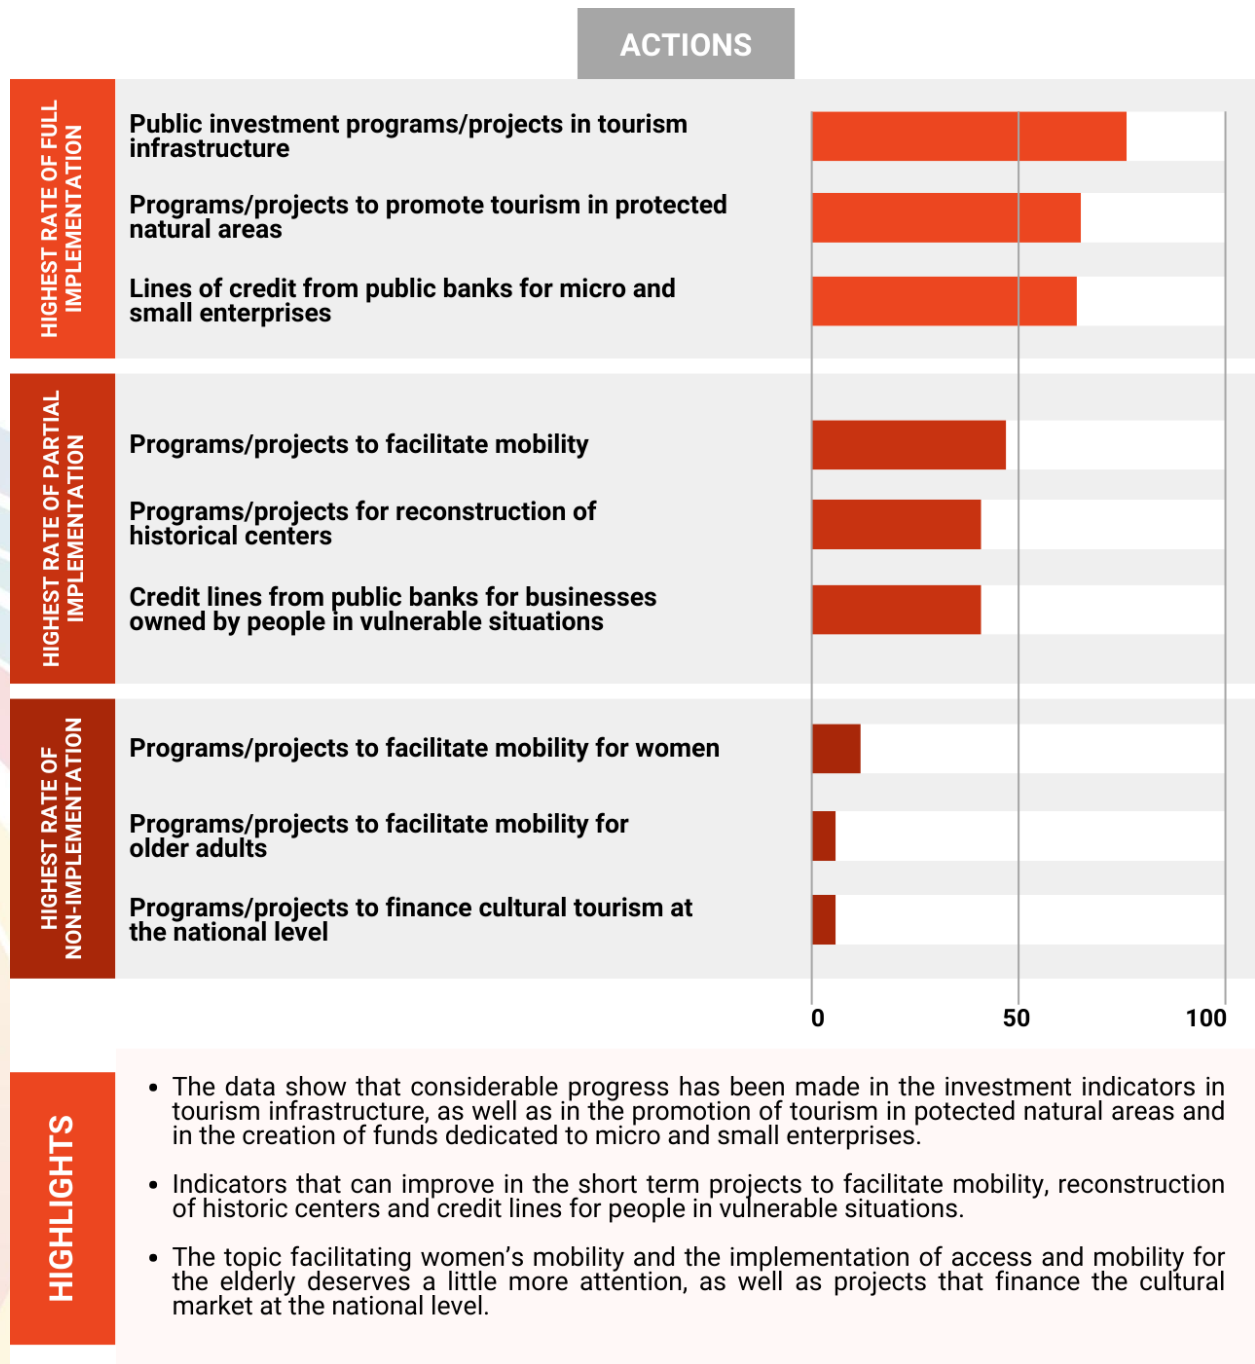 ACTIONS
HIGHEST RATE OF FULL
IMPLEMENTATION
Public investment programs/projects in tourism
infrastructure
Programs/projects to promote tourism in protected
natural areas
Lines of credit from public banks for micro and
small enterprises
HIGHEST RATE OF PARTIAL
IMPLEMENTATION
Programs/projects to facilitate mobility
Programs/projects for reconstruction of
historical centers
Credit lines from public banks for businesses
owned by people in vulnerable situations
HIGHEST RATE OF
NON-IMPLEMENTATION
Programs/projects to facilitate mobility for women
Programs/projects to facilitate mobility for
older adults
Programs/projects to finance cultural tourism at
the national level
0 50 100
HIGHLIGHTS
• The data show that considerable progress has been made in the investment indicators in
tourism infrastructure, as well as in the promotion of tourism in potected natural areas and
in the creation of funds dedicated to micro and small enterprises.
• Indicators that can improve in the short term projects to facilitate mobility, reconstruction
of historic centers and credit lines for people in vulnerable situations.
• The topic facilitating women's mobility and the implementation of access and mobility for
the elderly deserves a little more attention, as well as projects that finance the cultural
market at the national level.